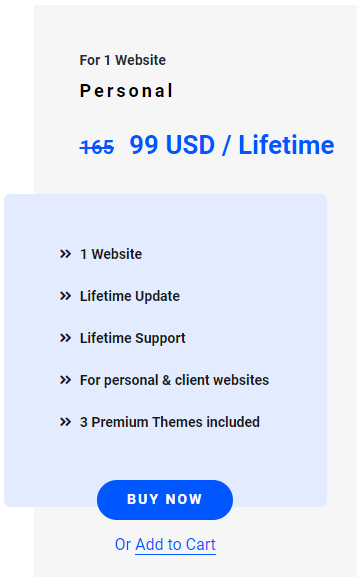 For 1 Website
Personal
165 99 USD / Lifetime
1 Website
Lifetime Update
Lifetime Support
For personal & client websites
3 Premium Themes included
BUY NOW
Or Add to Cart